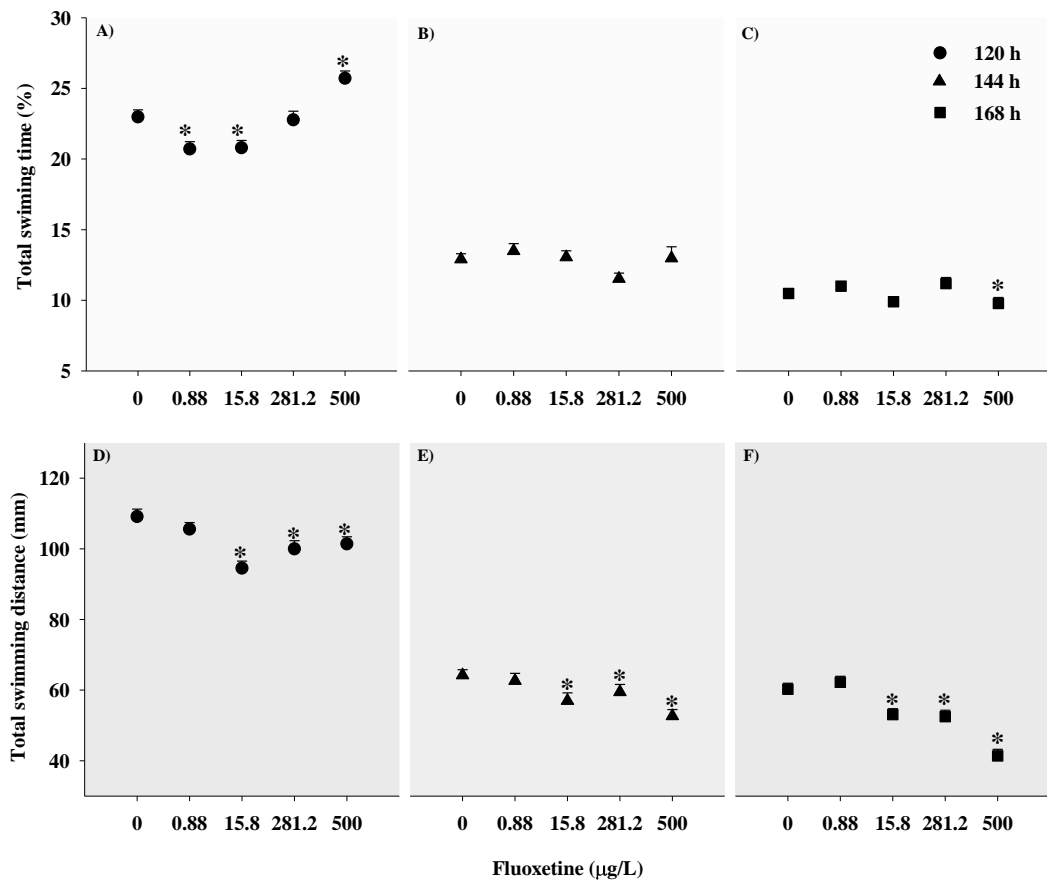 Total swiming time (%)
30
25
20
15
10
5
A)
*
*
*
0 0.88 15.8 281.2 500
B)
0 0.88 15.8 281.2 500
C)
120 h
144 h
168 h
*
0 0.88 15.8 281.2 500
Total swimming distance (mm)
120
100
80
60
40
D)
*
*
*
0 0.88 15.8 281.2 500
E)
*
*
*
0 0.88 15.8 281.2 500
F)
*
*
*
0 0.88 15.8 281.2 500
Fluoxetine (μg/L)